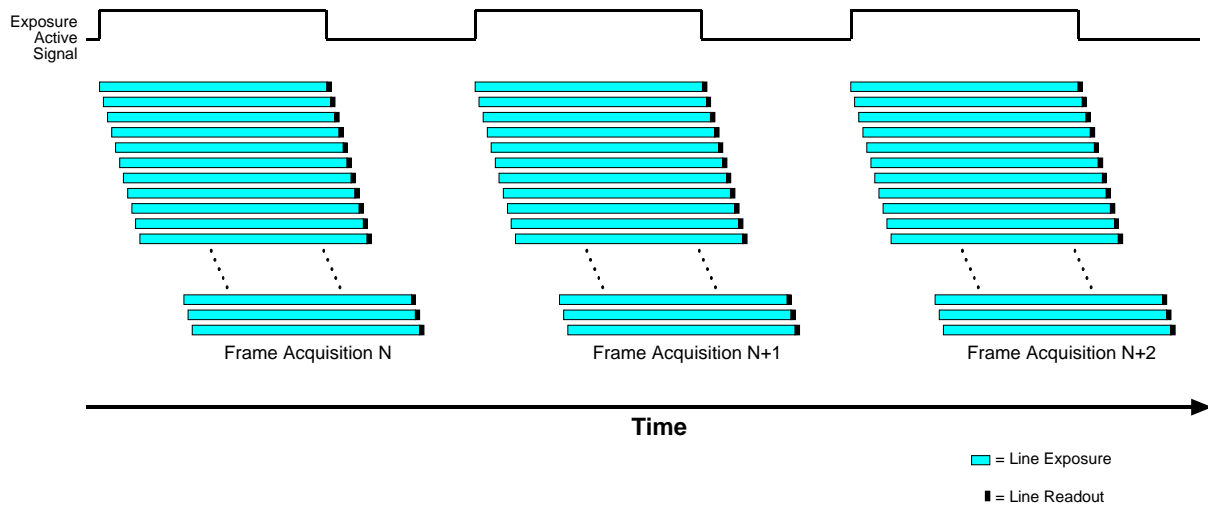 Exposure
Active
Signal
Frame Acquisition N
Frame Acquisition N+1
Frame Acquisition N+2
Time
= Line Exposure
= Line Readout